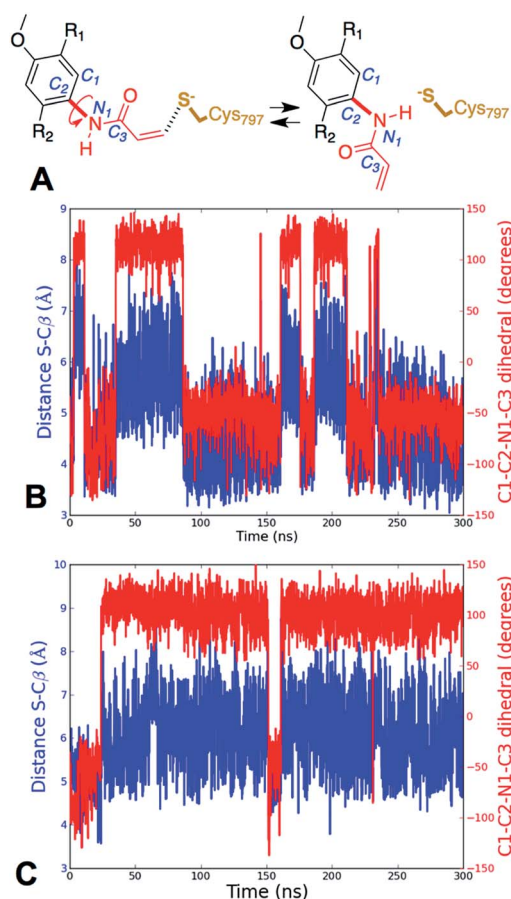 O
R₁
C₁
C₂
N₁
O
S⁻
Cys₇₉₇
R₂
N
H
C₃
O
R₁
C₁
C₂
N
H
N₁
R₂
O
C₃
⁻S
Cys₇₉₇
A
Distance S-Cβ (Å)
9
8
7
6
5
4
3
150
100
50
0
−50
−100
−150
C1-C2-N1-C3 dihedral (degrees)
0 50 100 150 200 250 300
Time (ns)
B
Distance S-Cβ (Å)
10
9
8
7
6
5
4
3
150
100
50
0
−50
−100
−150
C1-C2-N1-C3 dihedral (degrees)
0 50 100 150 200 250 300
Time (ns)
C